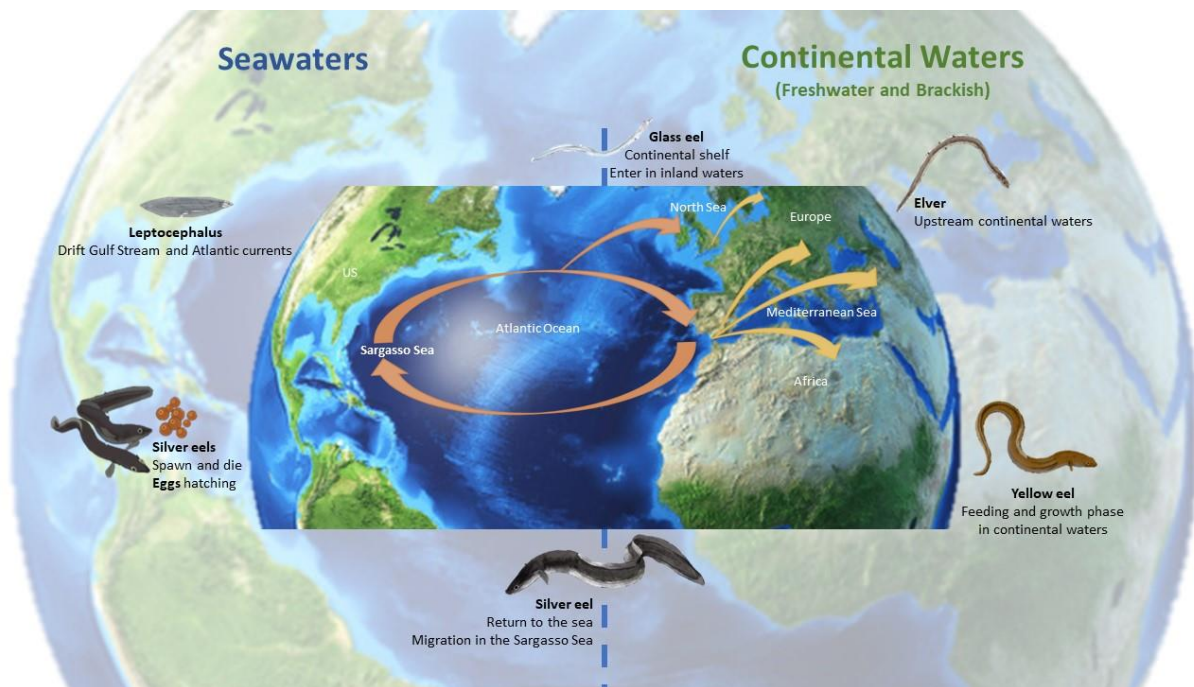 Seawaters
Continental Waters
(Freshwater and Brackish)
Glass eel
Continental shelf
Enter in inland waters
Elver
Upstream continental waters
Leptocephalus
Drift Gulf Stream and Atlantic currents
North Sea
Europe
US
Atlantic Ocean
Mediterranean Sea
Sargasso Sea
Africa
Silver eels
Spawn and die
Eggs hatching
Yellow eel
Feeding and growth phase
in continental waters
Silver eel
Return to the sea
Migration in the Sargasso Sea